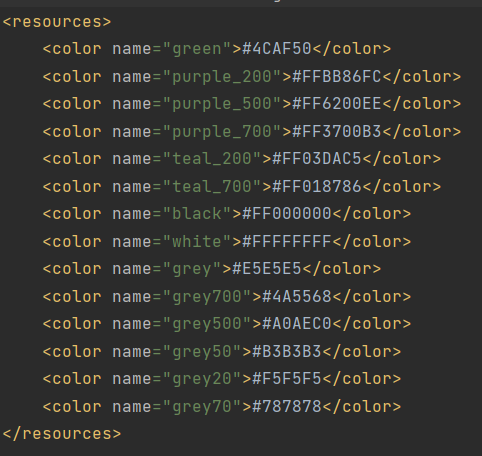 <resources>
    <color name="green">#4CAF50</color>
    <color name="purple_200">#FFBB86FC</color>
    <color name="purple_500">#FF6200EE</color>
    <color name="purple_700">#FF3700B3</color>
    <color name="teal_200">#FF03DAC5</color>
    <color name="teal_700">#FF018786</color>
    <color name="black">#FF000000</color>
    <color name="white">#FFFFFFFF</color>
    <color name="grey">#E5E5E5</color>
    <color name="grey700">#4A5568</color>
    <color name="grey500">#A0AEC0</color>
    <color name="grey50">#B3B3B3</color>
    <color name="grey20">#F5F5F5</color>
    <color name="grey70">#787878</color>
</resources>